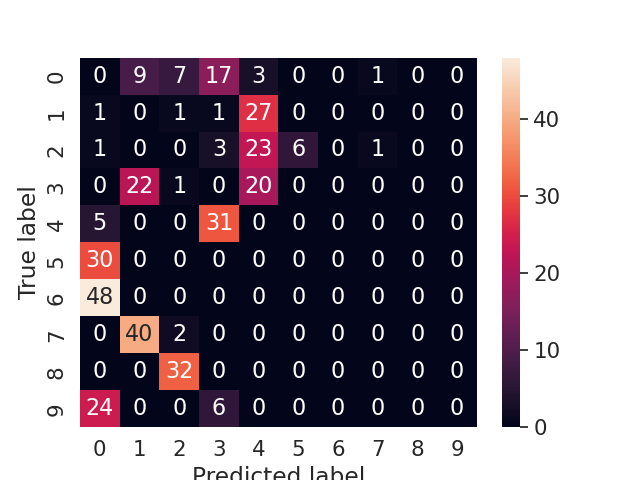 0 0 9 7 17 3 0 0 1 0 0
1 1 0 1 1 27 0 0 0 0 0
2 1 0 0 3 23 6 0 1 0 0
3 0 22 1 0 20 0 0 0 0 0
4 5 0 0 31 0 0 0 0 0 0
5 30 0 0 0 0 0 0 0 0 0
6 48 0 0 0 0 0 0 0 0 0
7 0 40 2 0 0 0 0 0 0 0
8 0 0 32 0 0 0 0 0 0 0
9 24 0 0 6 0 0 0 0 0 0
0 1 2 3 4 5 6 7 8 9
True label
Predicted label
40
30
20
10
0